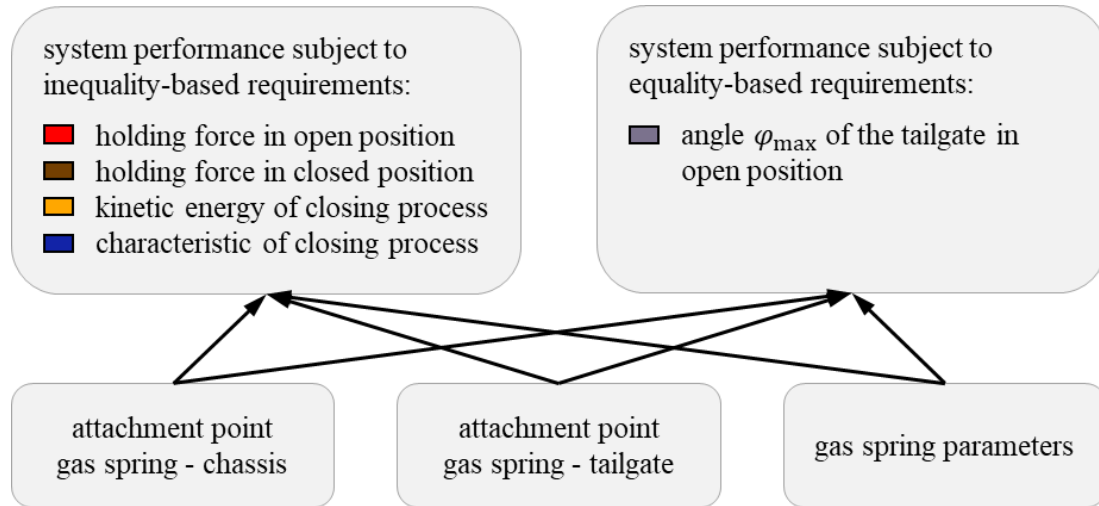 system performance subject to
inequality-based requirements:
holding force in open position
holding force in closed position
kinetic energy of closing process
characteristic of closing process
system performance subject to
equality-based requirements:
angle φmax of the tailgate in
open position
attachment point
gas spring - chassis
attachment point
gas spring - tailgate
gas spring parameters